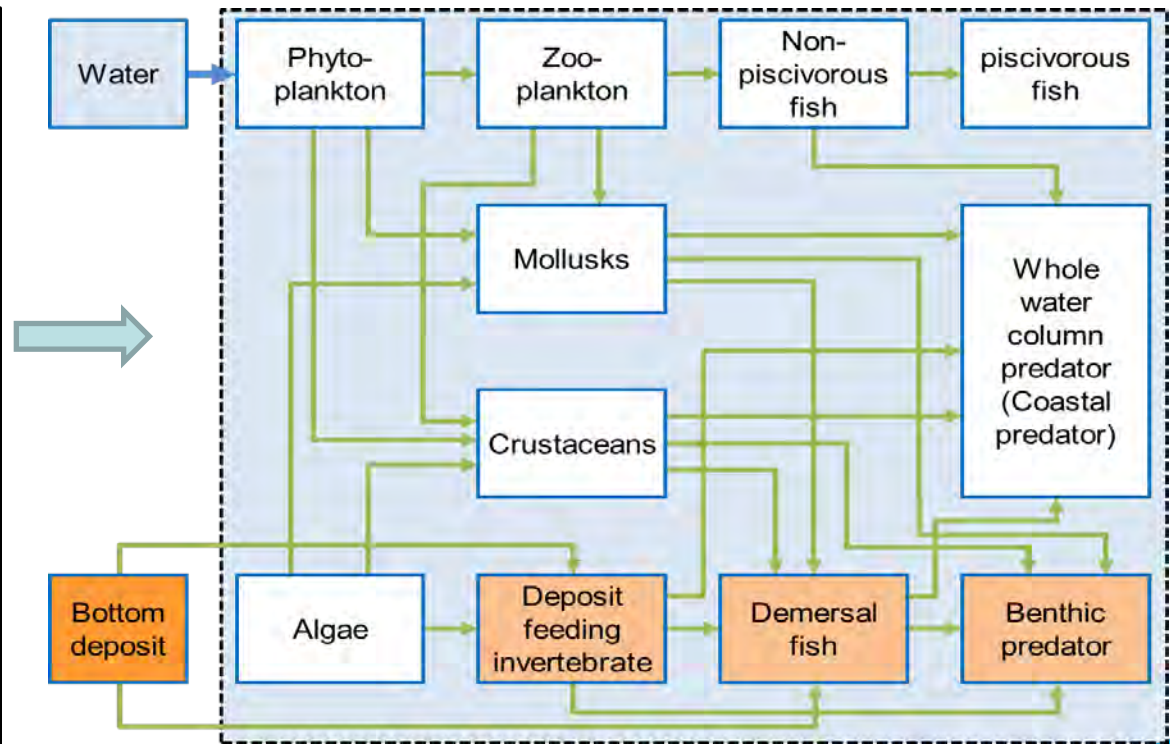 Water
Phyto-
plankton
Zoo-
plankton
Non-
piscivorous
fish
piscivorous
fish
Mollusks
Whole
water
column
predator
(Coastal
predator)
Crustaceans
Bottom
deposit
Algae
Deposit
feeding
invertebrate
Demersal
fish
Benthic
predator